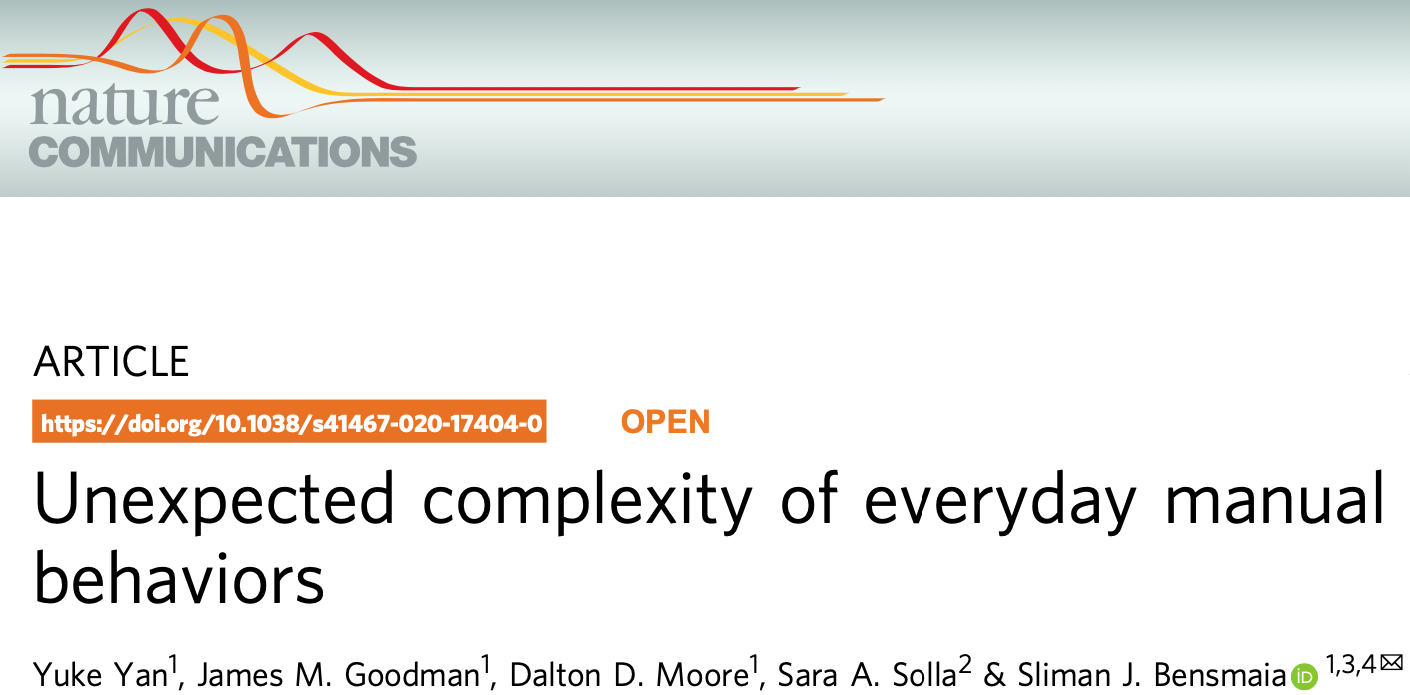 nature
COMMUNICATIONS
ARTICLE
https://doi.org/10.1038/s41467-020-17404-0 OPEN
Unexpected complexity of everyday manual
behaviors
Yuke Yan1, James M. Goodman1, Dalton D. Moore1, Sara A. Solla2 & Sliman J. Bensmaia iD 1,3,4✉